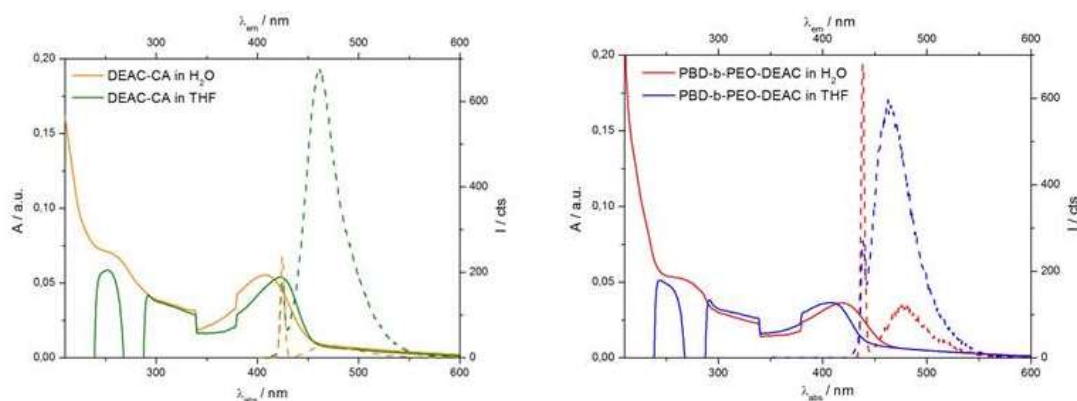 λem / nm
300 400 500 600
0,20
0,15
0,10
0,05
0,00
A / a.u.
DEAC-CA in H2O
DEAC-CA in THF
600
400
200
0
I / cts
300 400 500 600
λabs / nm
λem / nm
300 400 500 600
0,20
0,15
0,10
0,05
0,00
A / a.u.
PBD-b-PEO-DEAC in H2O
PBD-b-PEO-DEAC in THF
600
400
200
0
I / cts
300 400 500 600
λabs / nm